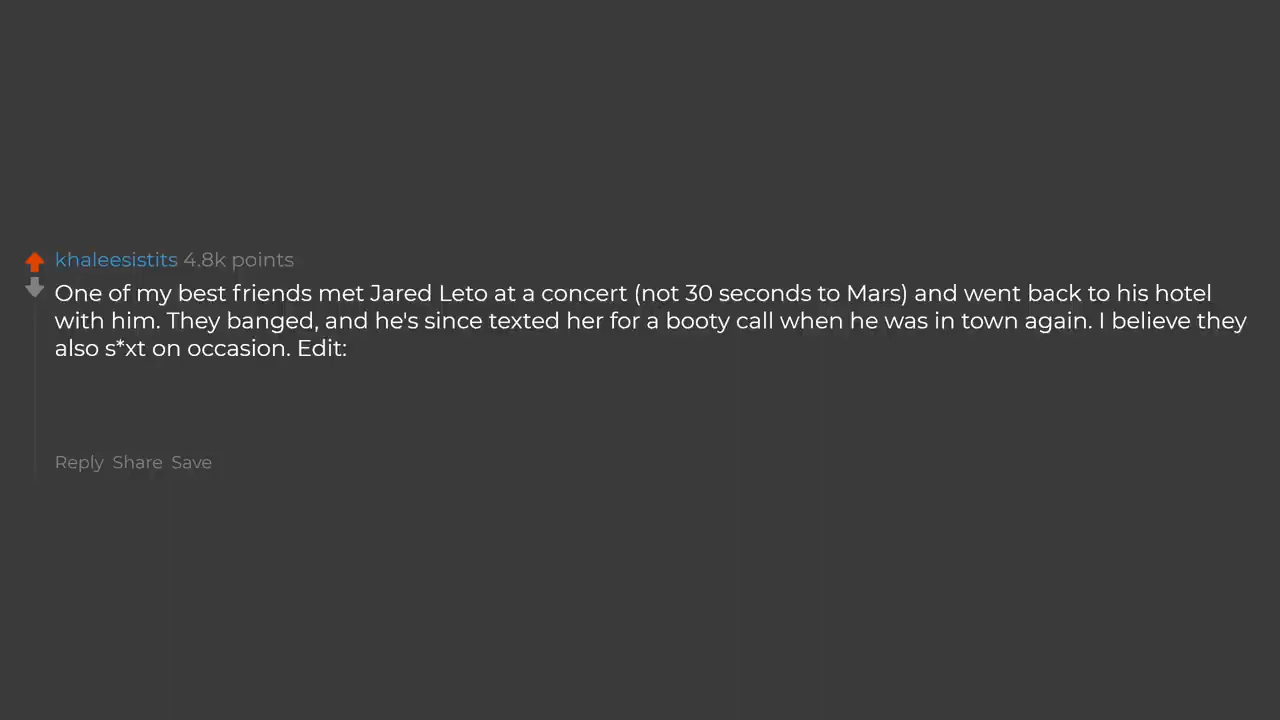 khaleesistits 4.8k points
One of my best friends met Jared Leto at a concert (not 30 seconds to Mars) and went back to his hotel
with him. They banged, and he's since texted her for a booty call when he was in town again. I believe they
also s*xt on occasion. Edit:
Reply Share Save